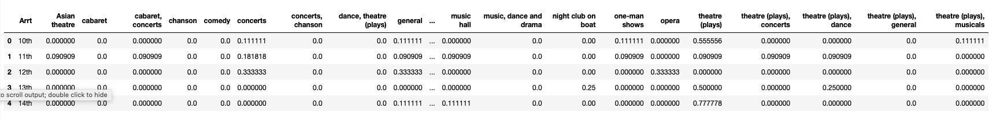 Arrt Asian theatre cabaret cabaret, concerts chanson comedy concerts concerts, chanson dance, theatre (plays) general ... music hall music, dance and drama night club on boat one-man shows opera theatre (plays) theatre (plays), concerts theatre (plays), dance theatre (plays), general theatre (plays), musicals
0 10th 0.000000 0.0 0.000000 0.0 0.0 0.111111 0.0 0.0 0.111111 ... 0.000000 0.0 0.00 0.111111 0.000000 0.555556 0.000000 0.000000 0.0 0.111111
1 11th 0.090909 0.0 0.090909 0.0 0.0 0.181818 0.0 0.0 0.090909 ... 0.090909 0.0 0.00 0.090909 0.000000 0.090909 0.090909 0.090909 0.0 0.000000
2 12th 0.000000 0.0 0.000000 0.0 0.0 0.333333 0.0 0.0 0.333333 ... 0.000000 0.0 0.00 0.000000 0.333333 0.000000 0.000000 0.000000 0.0 0.000000
3 13th 0.000000 0.0 0.000000 0.0 0.0 0.000000 0.0 0.0 0.000000 ... 0.000000 0.0 0.25 0.000000 0.000000 0.500000 0.000000 0.250000 0.0 0.000000
to scroll output; double click to hide
4 14th 0.000000 0.0 0.000000 0.0 0.0 0.000000 0.0 0.0 0.111111 ... 0.111111 0.0 0.00 0.000000 0.000000 0.777778 0.000000 0.000000 0.0 0.000000